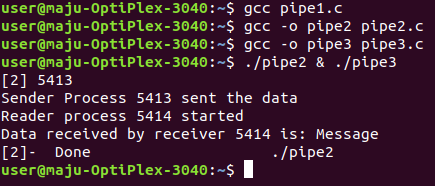 user@maju-OptiPlex-3040:~$ gcc pipe1.c
user@maju-OptiPlex-3040:~$ gcc -o pipe2 pipe2.c
user@maju-OptiPlex-3040:~$ gcc -o pipe3 pipe3.c
user@maju-OptiPlex-3040:~$ ./pipe2 & ./pipe3
[2] 5413
Sender Process 5413 sent the data
Reader process 5414 started
Data received by receiver 5414 is: Message
[2]-  Done                    ./pipe2
user@maju-OptiPlex-3040:~$